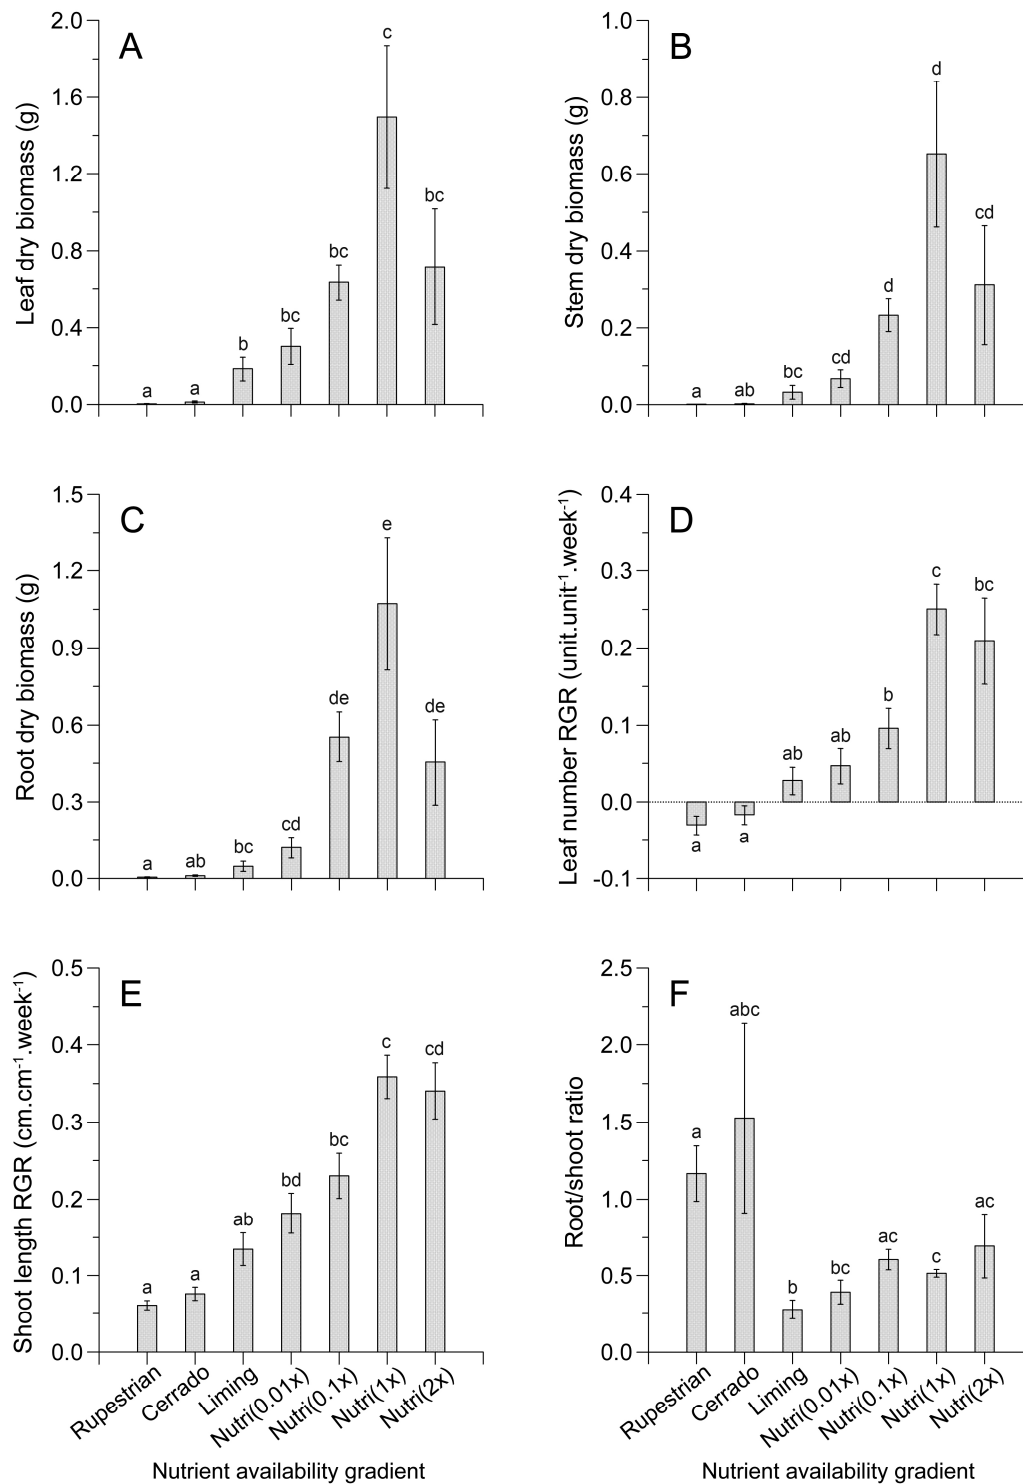 A
Leaf dry biomass (g)
2.0
1.6
1.2
0.8
0.4
0.0
a
a
b
bc
bc
c
bc
B
Stem dry biomass (g)
1.0
0.8
0.6
0.4
0.2
0.0
a
ab
bc
cd
d
d
cd
C
Root dry biomass (g)
1.5
1.2
0.9
0.6
0.3
0.0
a
ab
bc
cd
de
e
de
D
Leaf number RGR (unit.unit⁻¹.week⁻¹)
0.4
0.3
0.2
0.1
0.0
-0.1
a
a
ab
ab
b
c
bc
E
Shoot length RGR (cm.cm⁻¹.week⁻¹)
0.5
0.4
0.3
0.2
0.1
0.0
a
a
ab
bd
bc
c
cd
Rupestrian
Cerrado
Liming
Nutri(0.01x)
Nutri(0.1x)
Nutri(1x)
Nutri(2x)
Nutrient availability gradient
F
Root/shoot ratio
2.5
2.0
1.5
1.0
0.5
0.0
a
abc
b
bc
ac
c
ac
Rupestrian
Cerrado
Liming
Nutri(0.01x)
Nutri(0.1x)
Nutri(1x)
Nutri(2x)
Nutrient availability gradient